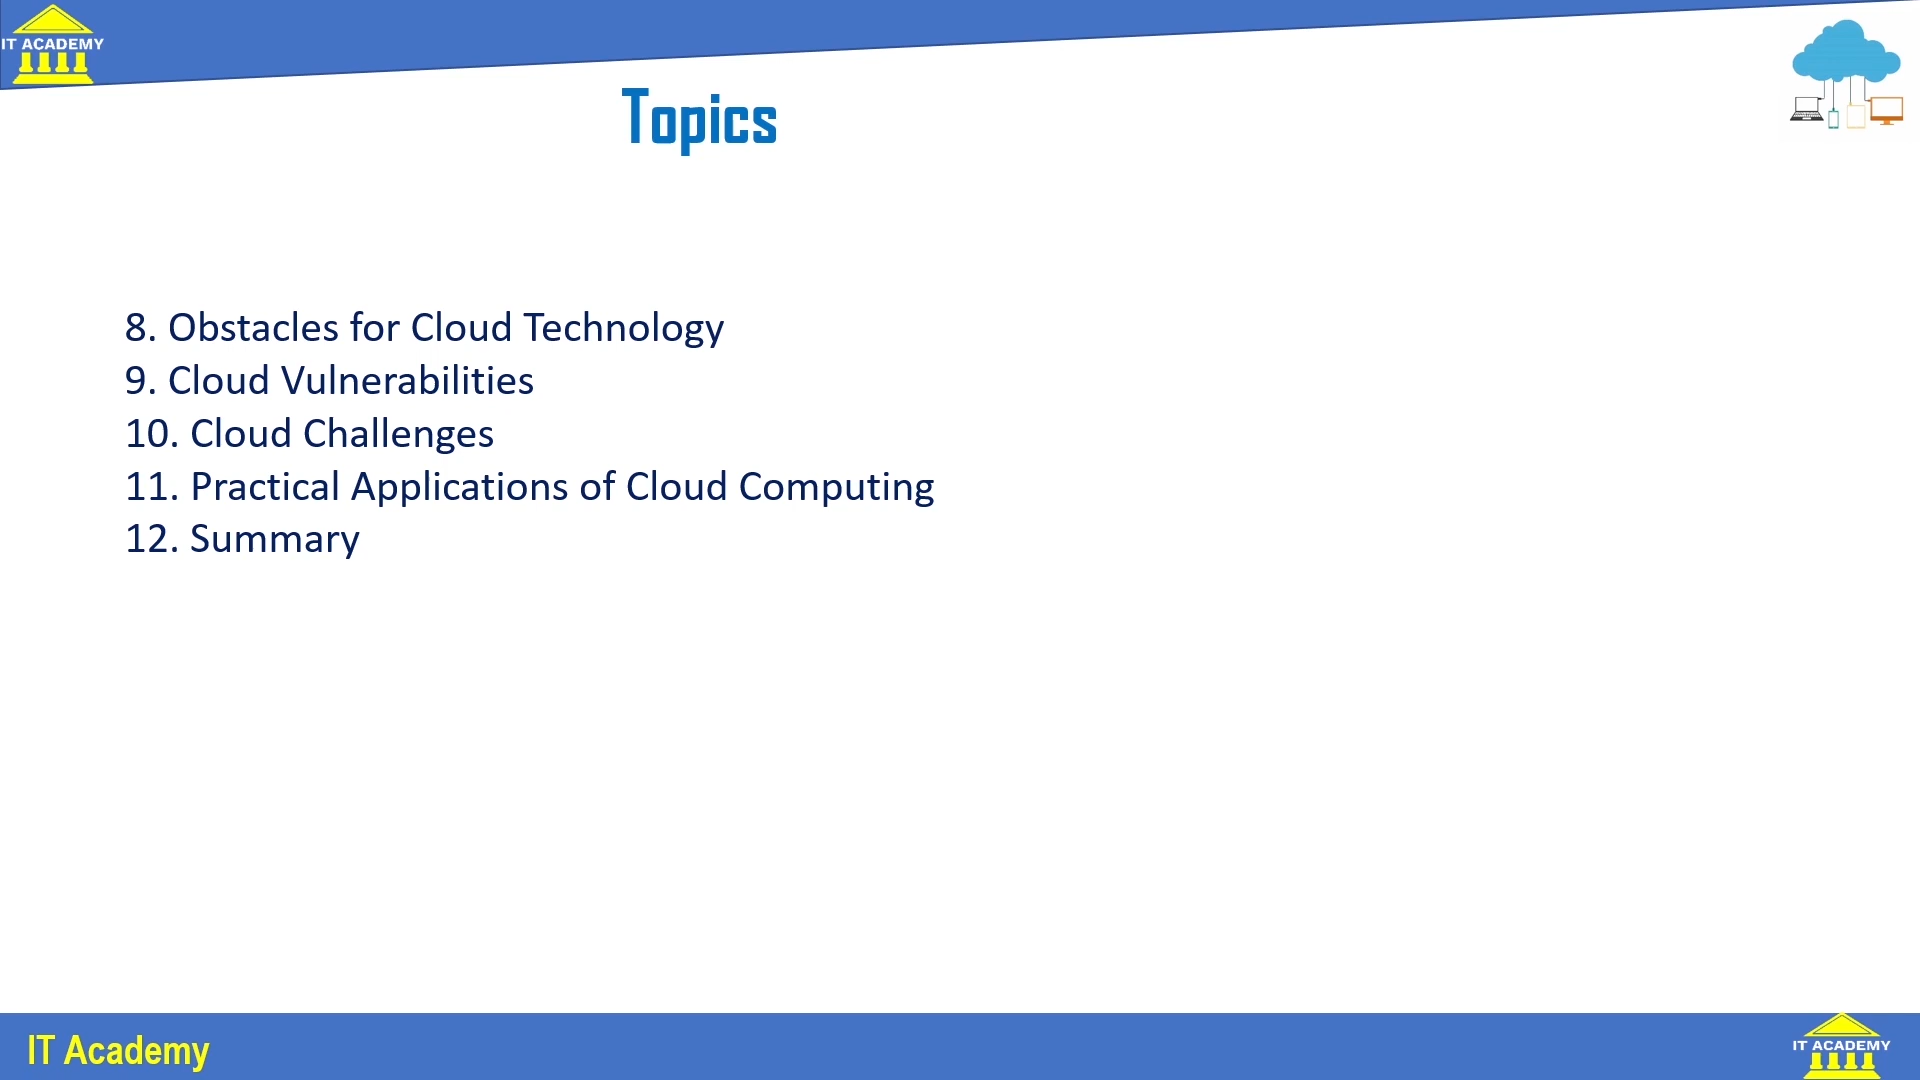 IT ACADEMY
Topics
8. Obstacles for Cloud Technology
9. Cloud Vulnerabilities
10. Cloud Challenges
11. Practical Applications of Cloud Computing
12. Summary
IT Academy
IT ACADEMY